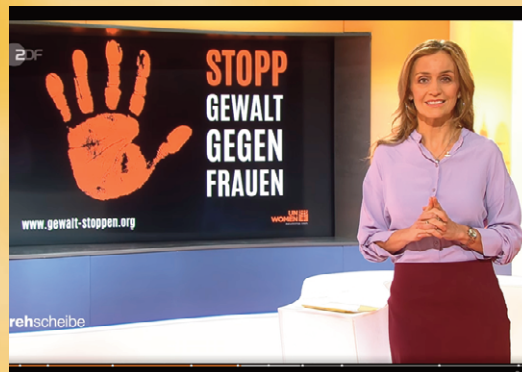 ZDF
STOPP
GEWALT
GEGEN
FRAUEN
www.gewalt-stoppen.org
UN
WOMEN
rehscheibe